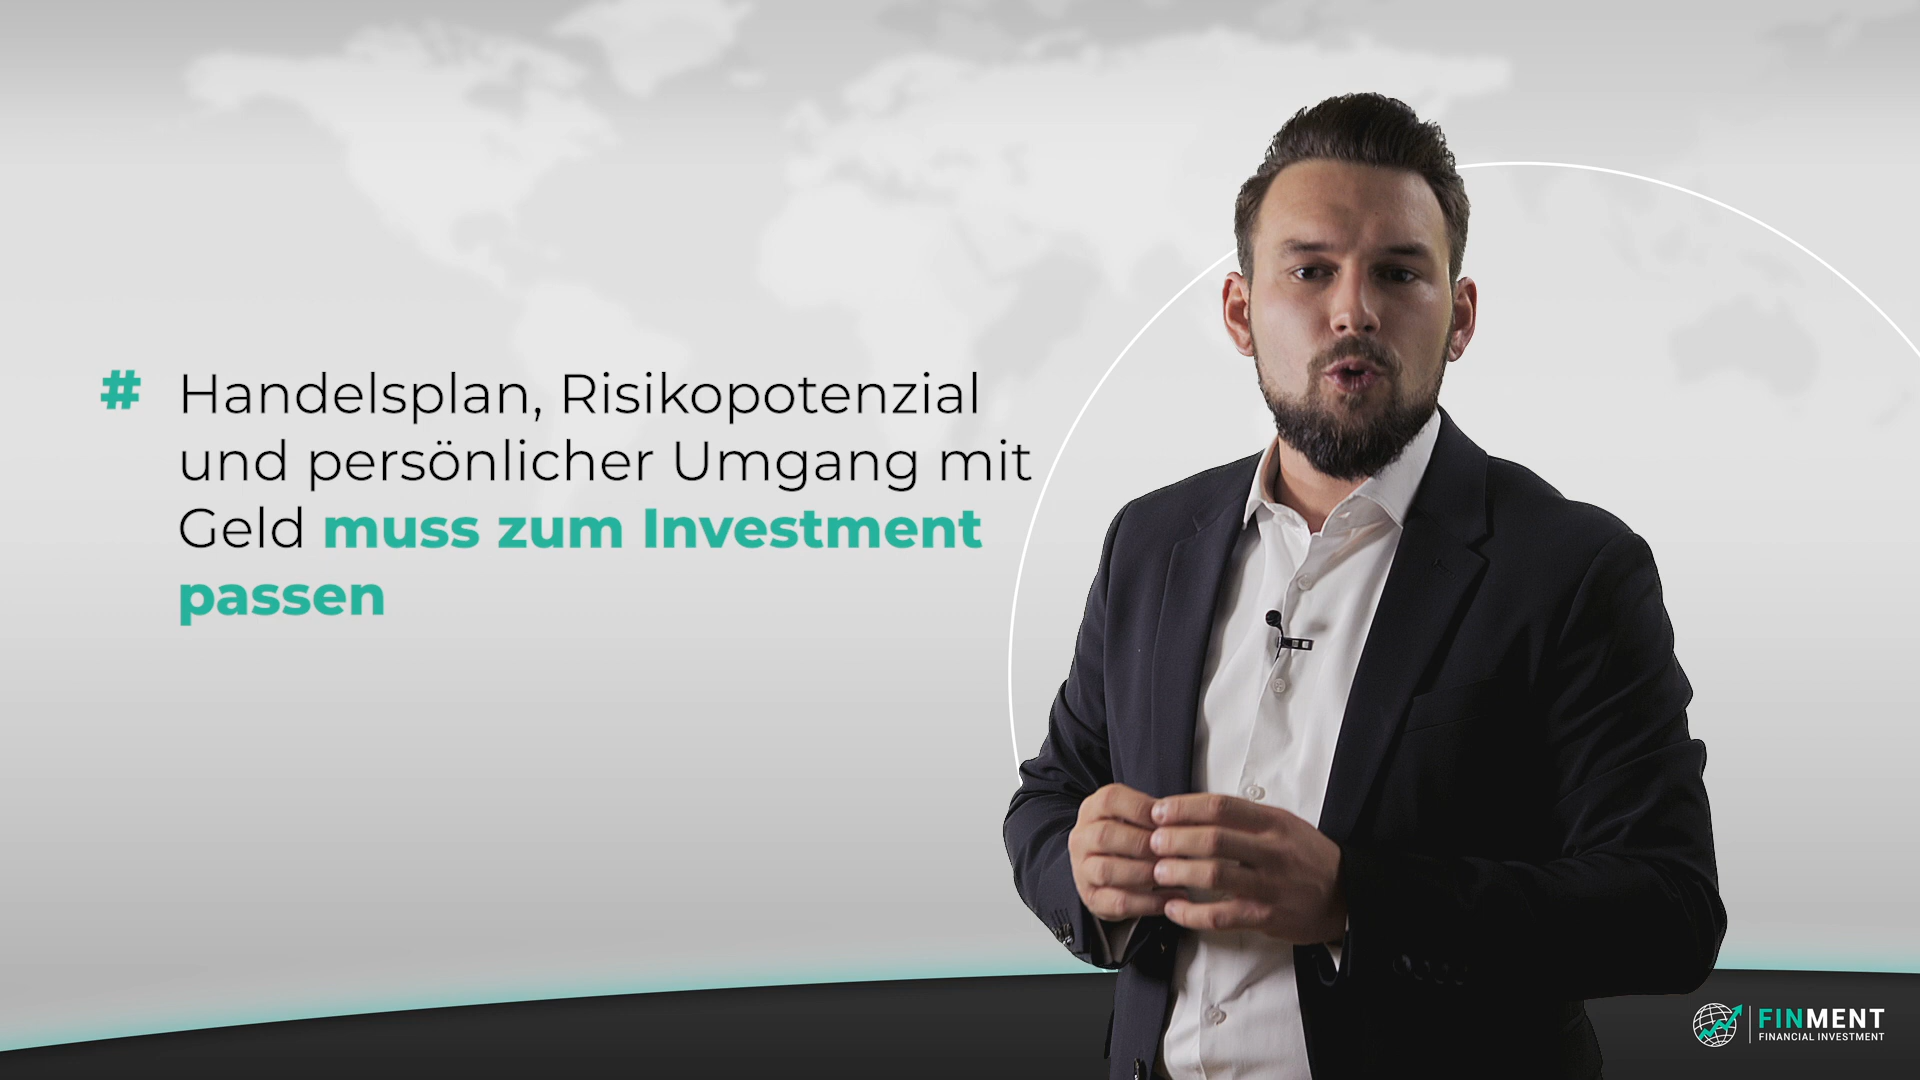 # Handelsplan, Risikopotenzial
und persönlicher Umgang mit
Geld muss zum Investment
passen
FINMENT
FINANCIAL INVESTMENT